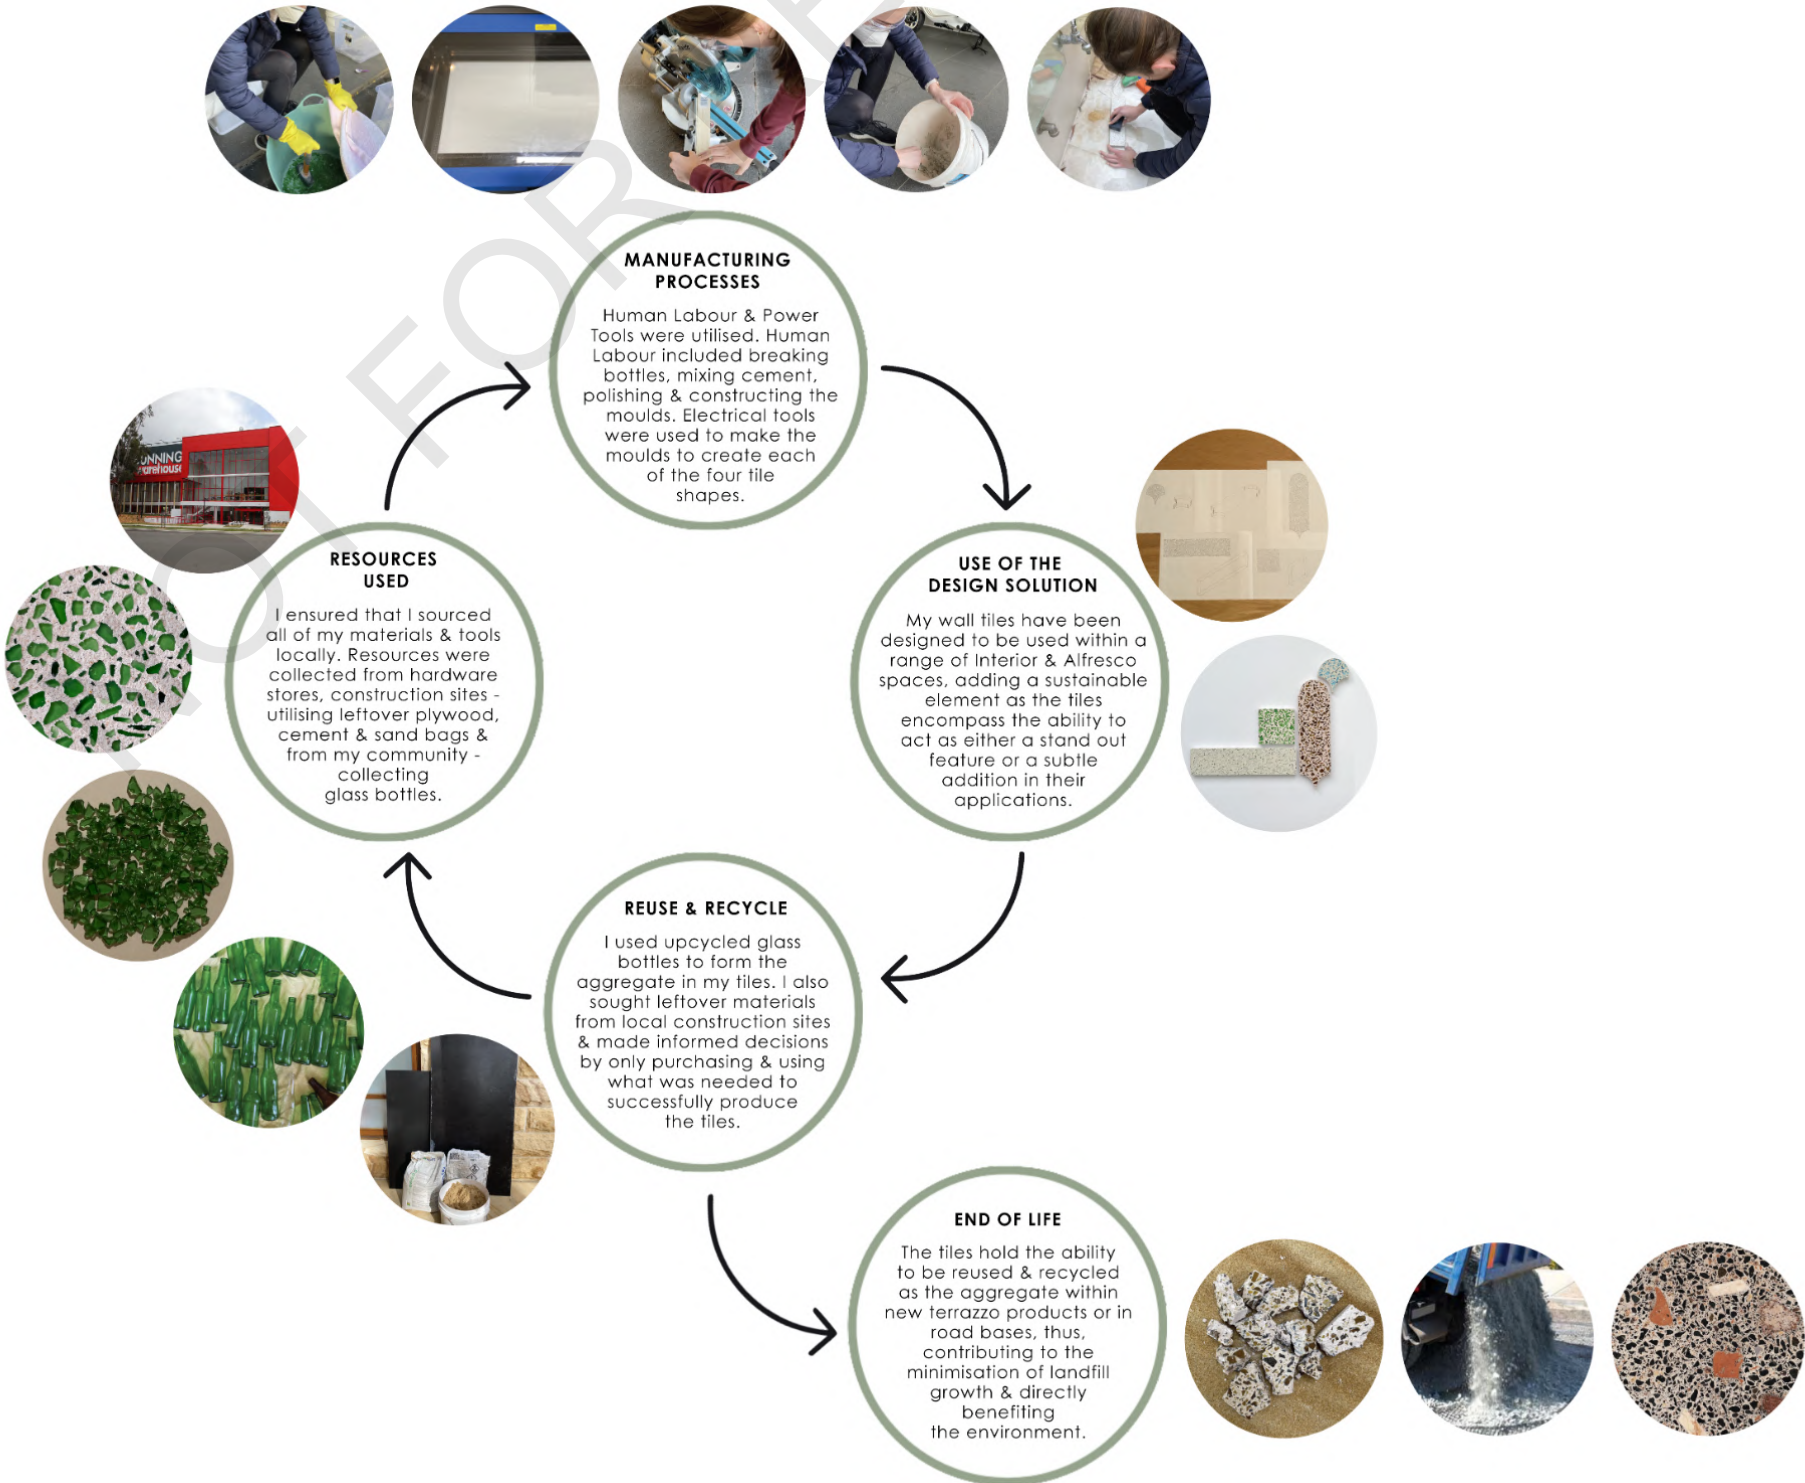 MANUFACTURING
PROCESSES
Human Labour & Power
Tools were utilised. Human
Labour included breaking
bottles, mixing cement,
polishing & constructing the
moulds. Electrical tools
were used to make the
moulds to create each
of the four tile
shapes.
RESOURCES
USED
I ensured that I sourced
all of my materials & tools
locally. Resources were
collected from hardware
stores, construction sites -
utilising leftover plywood,
cement & sand bags &
from my community -
collecting
glass bottles.
USE OF THE
DESIGN SOLUTION
My wall tiles have been
designed to be used within a
range of Interior & Alfresco
spaces, adding a sustainable
element as the tiles
encompass the ability to
act as either a stand out
feature or a subtle
addition in their
applications.
REUSE & RECYCLE
I used upcycled glass
bottles to form the
aggregate in my tiles. I also
sought leftover materials
from local construction sites
& made informed decisions
by only purchasing & using
what was needed to
successfully produce
the tiles.
END OF LIFE
The tiles hold the ability
to be reused & recycled
as the aggregate within
new terrazzo products or in
road bases, thus,
contributing to the
minimisation of landfill
growth & directly
benefiting
the environment.
UNNING
warehouse
NOT FOR